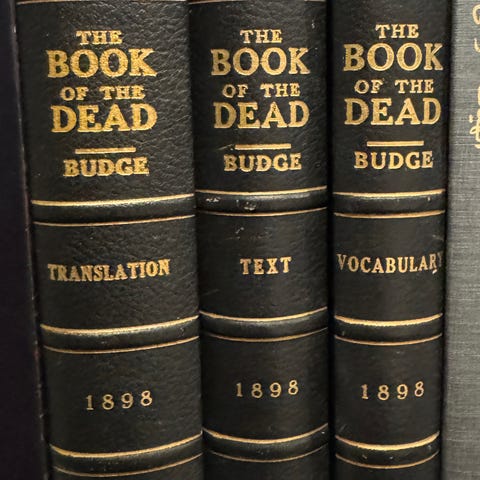 THE
BOOK
OF THE
DEAD
BUDGE
TRANSLATION
1898
THE
BOOK
OF THE
DEAD
BUDGE
TEXT
1898
THE
BOOK
OF THE
DEAD
BUDGE
VOCABULARY
1898